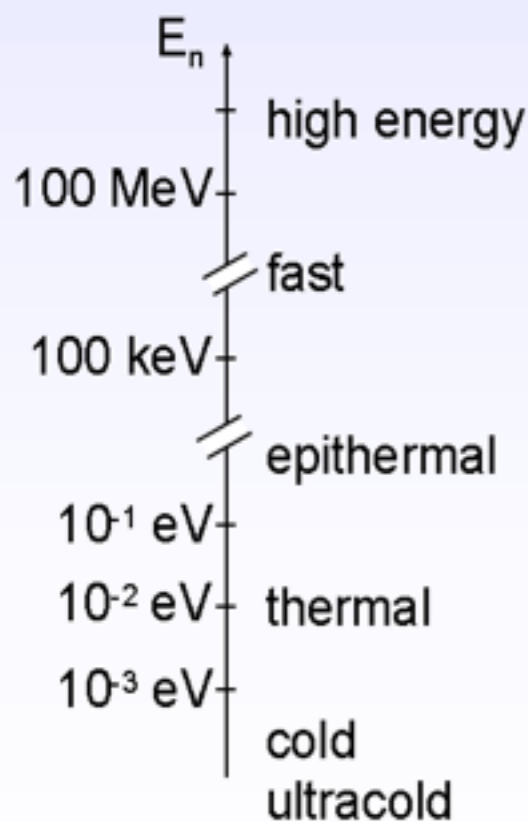 Eₙ
high energy
100 MeV
fast
100 keV
epithermal
10⁻¹ eV
10⁻² eV thermal
10⁻³ eV
cold
ultracold